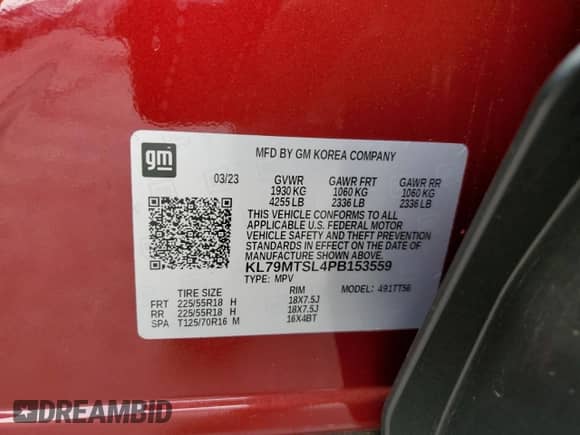 gm
MFD BY GM KOREA COMPANY
03/23 GVWR GAWR FRT GAWR RR
1930 KG 1060 KG 1060 KG
4255 LB 2336 LB 2336 LB
THIS VEHICLE CONFORMS TO ALL
APPLICABLE U.S. FEDERAL MOTOR
VEHICLE SAFETY AND THEFT PREVENTION
STANDARDS IN EFFECT ON THE DATE OF
MANUFACTURE SHOWN ABOVE.
KL79MTSL4PB153559
TYPE: MPV MODEL: 491TT56
TIRE SIZE RIM
FRT 225/55R18 H 18X7.5J
RR 225/55R18 H 18X7.5J
SPA T125/70R16 M 16X4BT
DREAMBID